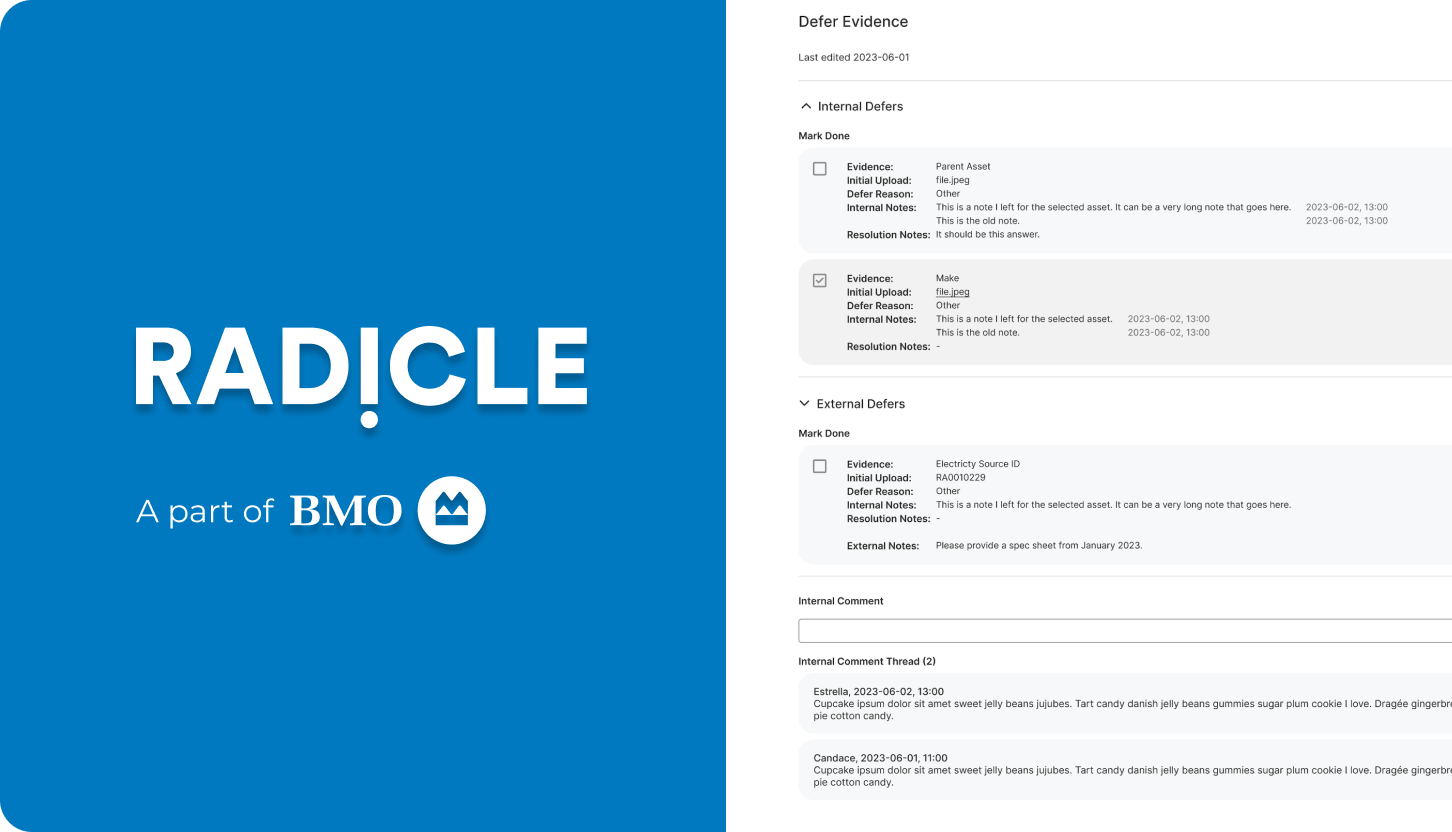 RADICLE
A part of BMO
Defer Evidence
Last edited 2023-06-01
Internal Defers
Mark Done
Evidence: Parent Asset
Initial Upload: file.jpeg
Defer Reason: Other
Internal Notes: This is a note I left for the selected asset. It can be a very long note that goes here. 2023-06-02, 13:00
This is the old note. 2023-06-02, 13:00
Resolution Notes: It should be this answer.
Evidence: Make
Initial Upload: file.jpeg
Defer Reason: Other
Internal Notes: This is a note I left for the selected asset. 2023-06-02, 13:00
This is the old note. 2023-06-02, 13:00
Resolution Notes: -
External Defers
Mark Done
Evidence: Electricty Source ID
Initial Upload: RA0010229
Defer Reason: Other
Internal Notes: This is a note I left for the selected asset. It can be a very long note that goes here.
Resolution Notes: -
External Notes: Please provide a spec sheet from January 2023.
Internal Comment
Internal Comment Thread (2)
Estrella, 2023-06-02, 13:00
Cupcake ipsum dolor sit amet sweet jelly beans jujubes. Tart candy danish jelly beans gummies sugar plum cookie I love. Dragée gingerbre
pie cotton candy.
Candace, 2023-06-01, 11:00
Cupcake ipsum dolor sit amet sweet jelly beans jujubes. Tart candy danish jelly beans gummies sugar plum cookie I love. Dragée gingerbre
pie cotton candy.